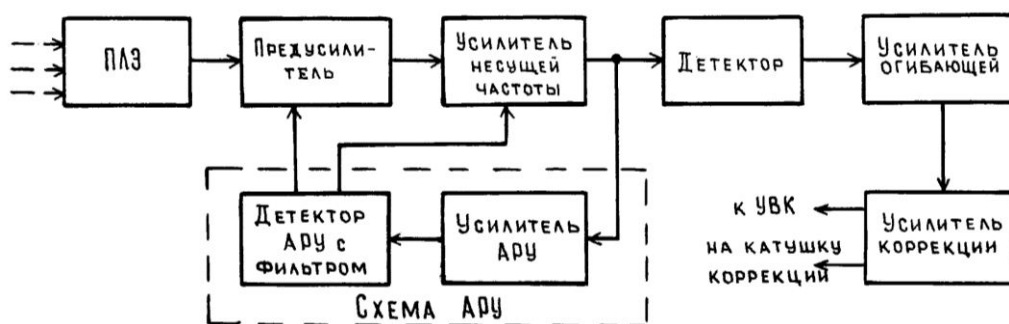 ПЛЭ
ПРЕДУСИЛИ-
ТЕЛЬ
УСИЛИТЕЛЬ
НЕСУЩЕЙ
ЧАСТОТЫ
ДЕТЕКТОР
УСИЛИТЕЛЬ
ОГИБАЮЩЕЙ
ДЕТЕКТОР
АРУ С
ФИЛЬТРОМ
УСИЛИТЕЛЬ
АРУ
К УВК
НА КАТУШКУ
КОРРЕКЦИЙ
УСИЛИТЕЛЬ
КОРРЕКЦИИ
СХЕМА АРУ